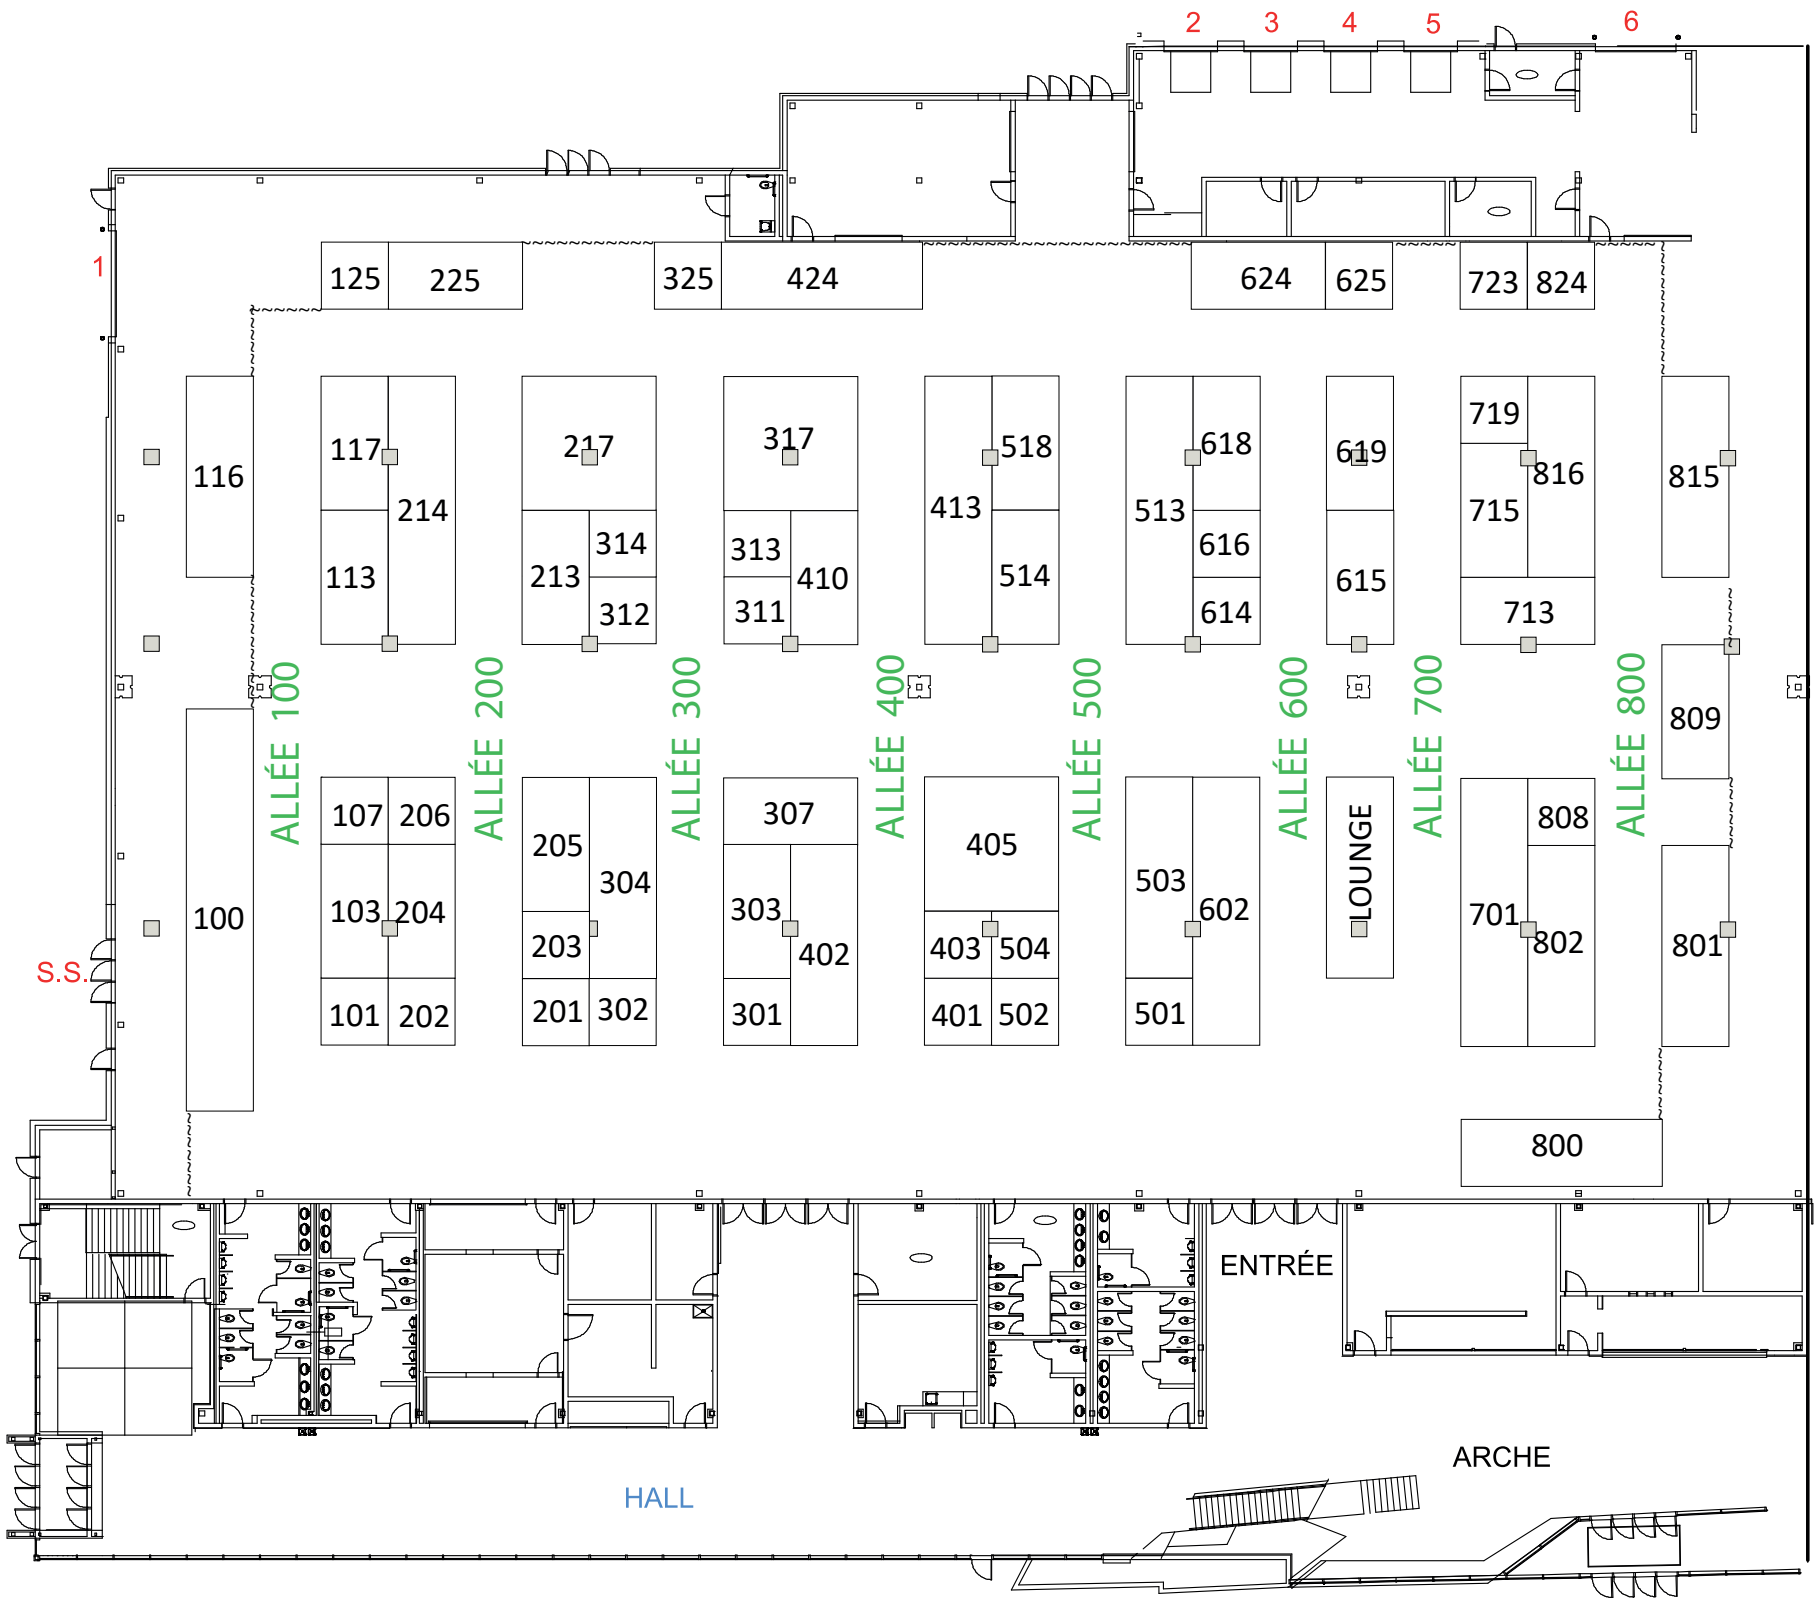 2 3 4 5 6
1
125 225 325 424 624 625 723 824
116 117 214 217 317 413 518 513 618 619 719 816 815
113 213 314 313 410 514 616 615 715
312 311 614 713
ALLÉE 100
ALLÉE 200
ALLÉE 300
ALLÉE 400
ALLÉE 500
ALLÉE 600
ALLÉE 700
ALLÉE 800
809
107 206 205 307 405 503 602 LOUNGE 701 808
100 103 204 304 303 402 802 801
203 403 504
S.S.
101 202 201 302 301 401 502 501
800
ENTRÉE
ARCHE
HALL